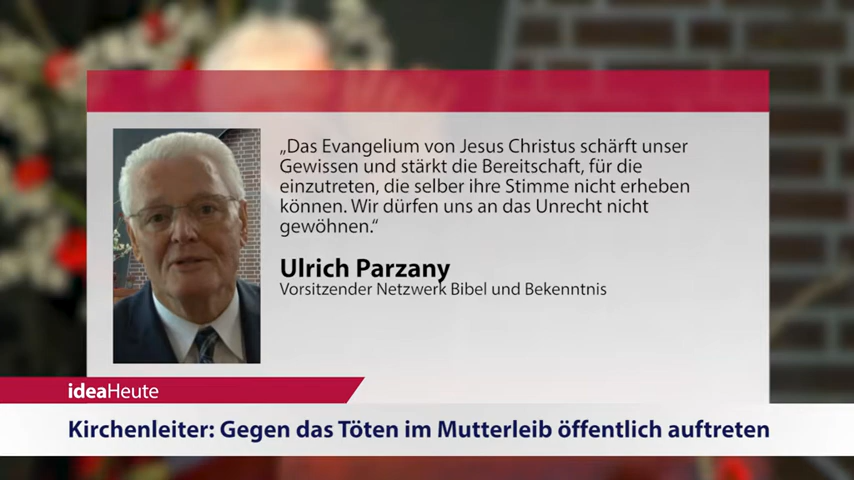 „Das Evangelium von Jesus Christus schärft unser
Gewissen und stärkt die Bereitschaft, für die
einzutreten, die selber ihre Stimme nicht erheben
können. Wir dürfen uns an das Unrecht nicht
gewöhnen.“
Ulrich Parzany
Vorsitzender Netzwerk Bibel und Bekenntnis
ideaHeute
Kirchenleiter: Gegen das Töten im Mutterleib öffentlich auftreten